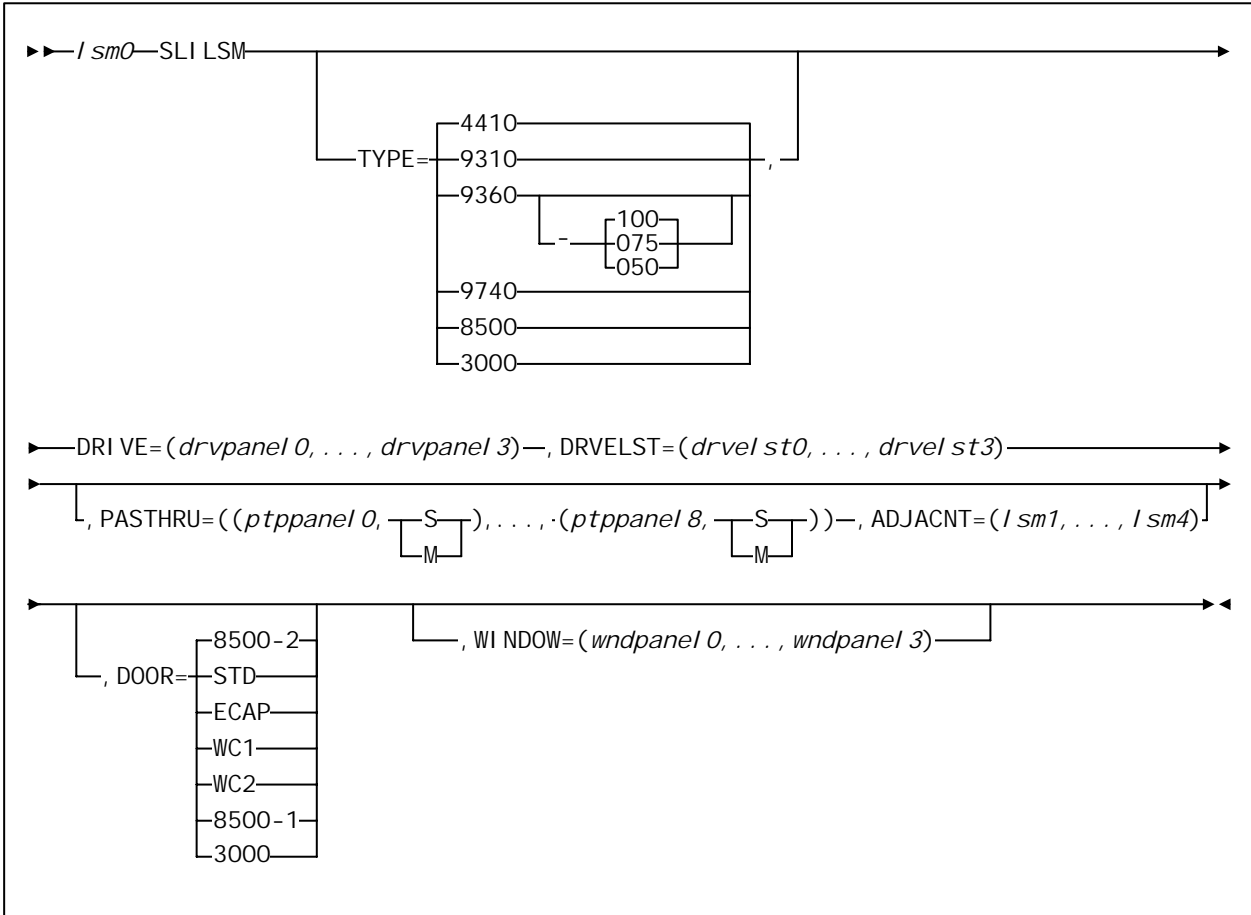 lsm0 SLILSM
4410
TYPE= 9310 ,
9360
100
- 075
050
9740
8500
3000
DRIVE=(drvpanel0,...,drvpanel3) ,DRVELST=(drvelst0,...,drvelst3)
,PASTHRU=((ptppanel0, S ),...,(ptppanel8, S )) ,ADJACNT=(lsm1,...,lsm4)
M M
8500-2 ,WINDOW=(wndpanel0,...,wndpanel3)
,DOOR= STD
ECAP
WC1
WC2
8500-1
3000